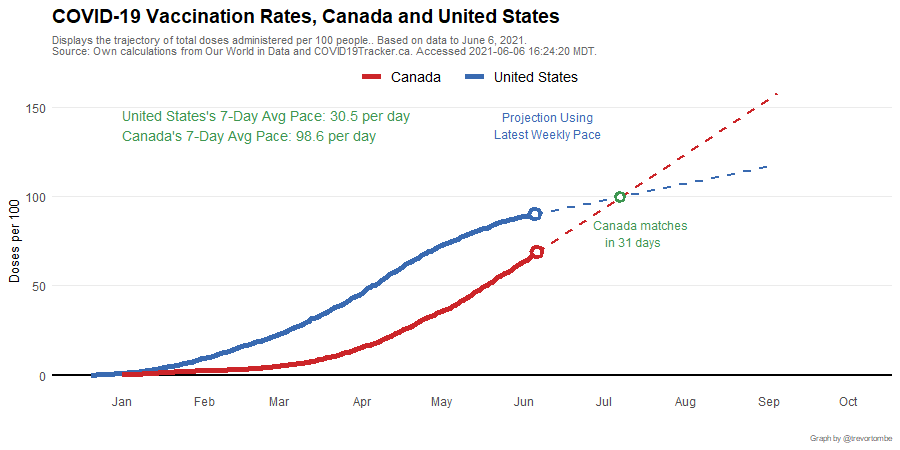 COVID-19 Vaccination Rates, Canada and United States
Displays the trajectory of total doses administered per 100 people.. Based on data to June 6, 2021.
Source: Own calculations from Our World in Data and COVID19Tracker.ca. Accessed 2021-06-06 16:24:20 MDT.
Canada United States
150
United States's 7-Day Avg Pace: 30.5 per day
Canada's 7-Day Avg Pace: 98.6 per day
Projection Using
Latest Weekly Pace
100
Canada matches
in 31 days
Doses per 100
50
0
Jan Feb Mar Apr May Jun Jul Aug Sep Oct
Graph by @trevortombe